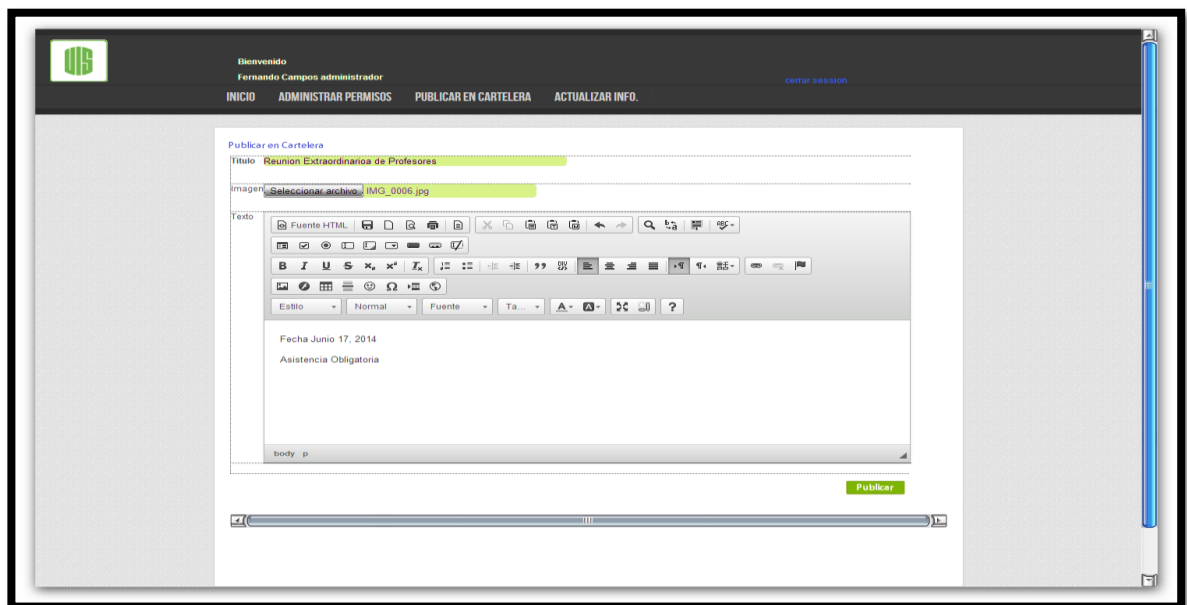 UIS
Bienvenido
Fernando Campos administrador
cerrar session
INICIO ADMINISTRAR PERMISOS PUBLICAR EN CARTELERA ACTUALIZAR INFO.
Publicar en Cartelera
Titulo Reunion Extraordinarioa de Profesores
Imagen Seleccionar archivo IMG_0006.jpg
Texto
Fuente HTML
Estilo Normal Fuente Ta...
Fecha Junio 17, 2014
Asistencia Obligatoria
body p
Publicar